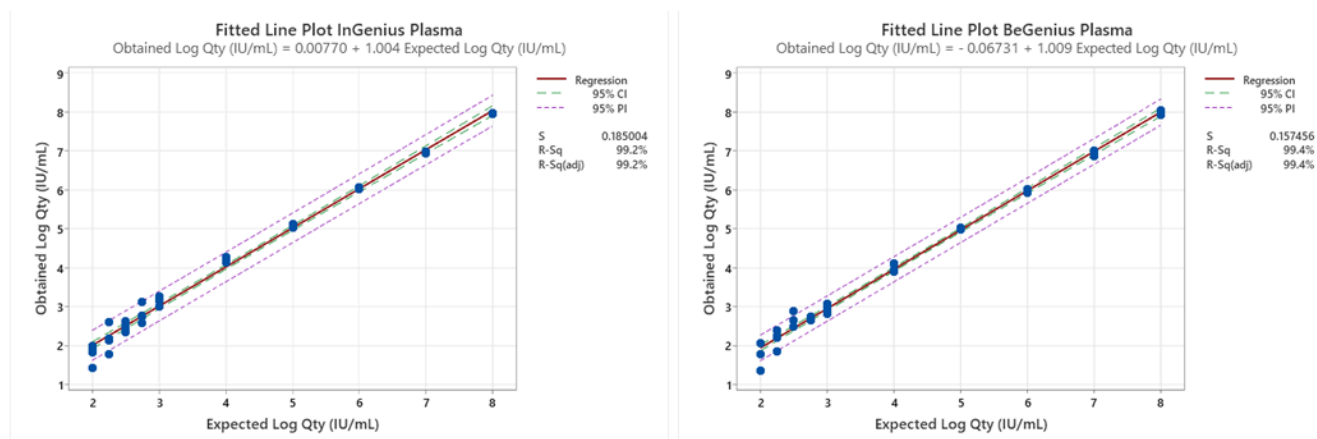 Fitted Line Plot InGenius Plasma
Obtained Log Qty (IU/mL) = 0.00770 + 1.004 Expected Log Qty (IU/mL)
Obtained Log Qty (IU/mL)
9
8
7
6
5
4
3
2
1
2 3 4 5 6 7 8
Expected Log Qty (IU/mL)
Regression
95% CI
95% PI
S 0.185004
R-Sq 99.2%
R-Sq(adj) 99.2%
Fitted Line Plot BeGenius Plasma
Obtained Log Qty (IU/mL) = - 0.06731 + 1.009 Expected Log Qty (IU/mL)
Obtained Log Qty (IU/mL)
9
8
7
6
5
4
3
2
1
2 3 4 5 6 7 8
Expected Log Qty (IU/mL)
Regression
95% CI
95% PI
S 0.157456
R-Sq 99.4%
R-Sq(adj) 99.4%